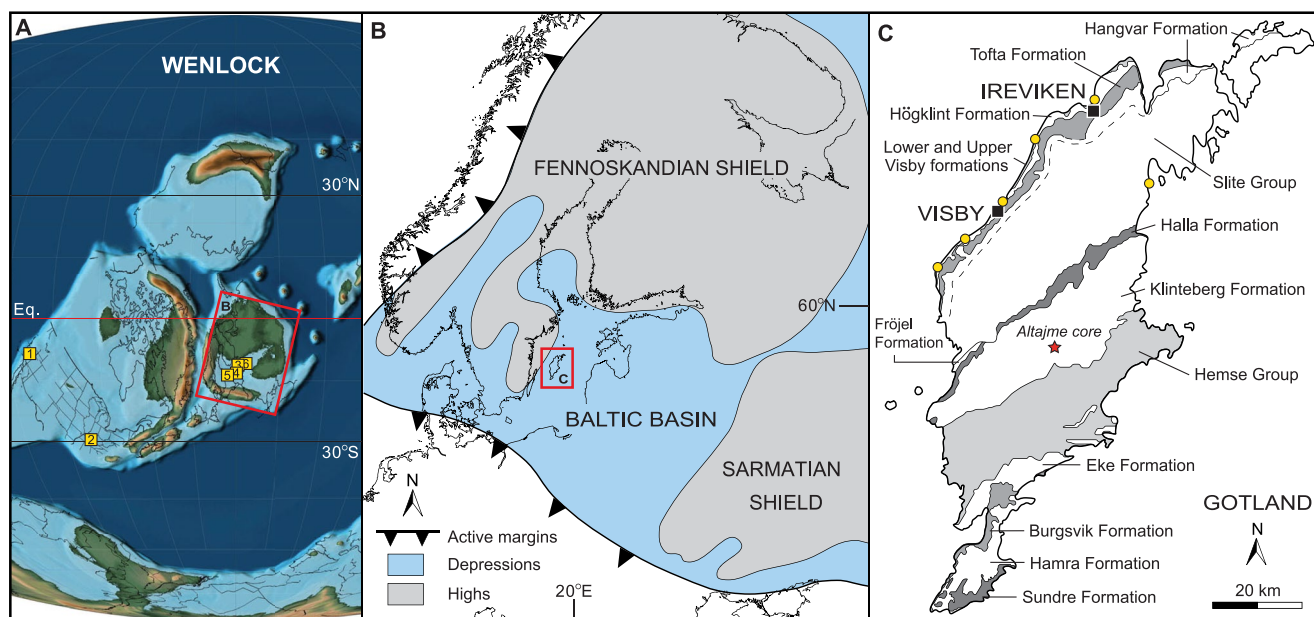 A
WENLOCK
30°N
Eq.
B
1
3
6
5
4
2
30°S
B
FENNOSKANDIAN SHIELD
60°N
C
BALTIC BASIN
SARMATIAN
SHIELD
N
Active margins
Depressions
Highs
20°E
C
Hangvar Formation
Tofta Formation
IREVIKEN
Högklint Formation
Lower and Upper
Visby formations
Slite Group
VISBY
Halla Formation
Klinteberg Formation
Fröjel
Formation
Altajme core
Hemse Group
Eke Formation
GOTLAND
Burgsvik Formation
N
Hamra Formation
Sundre Formation
20 km